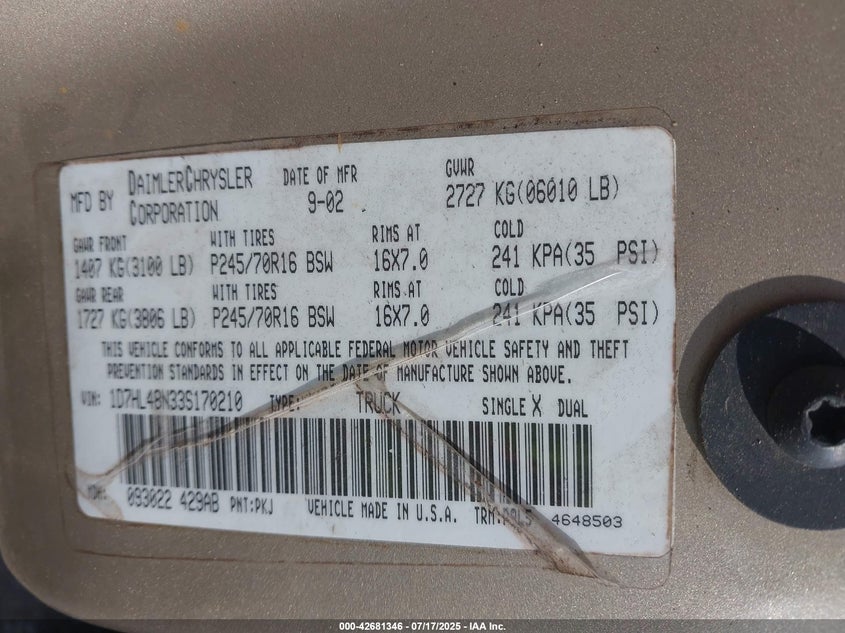 MFD BY DAIMLERCHRYSLER CORPORATION DATE OF MFR 9-02 GVWR 2727 KG(06010 LB)
GAWR FRONT WITH TIRES RIMS AT COLD
1407 KG(3100 LB) P245/70R16 BSW 16X7.0 241 KPA(35 PSI)
GAWR REAR WITH TIRES RIMS AT COLD
1727 KG(3806 LB) P245/70R16 BSW 16X7.0 241 KPA(35 PSI)
THIS VEHICLE CONFORMS TO ALL APPLICABLE FEDERAL MOTOR VEHICLE SAFETY AND THEFT
PREVENTION STANDARDS IN EFFECT ON THE DATE OF MANUFACTURE SHOWN ABOVE.
VIN: 1D7HL48N33S170210 TYPE: TRUCK SINGLE X DUAL
MDH: 093022 429AB PNT:PKJ VEHICLE MADE IN U.S.A. 4648503
000-42681346 / 07/17/2025 - IAA Inc.